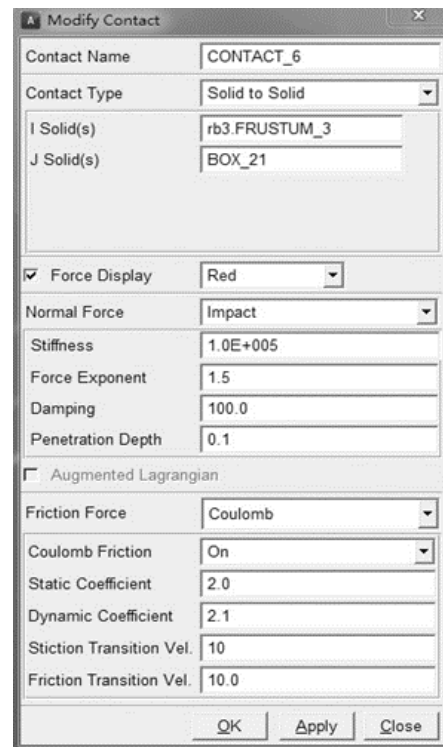 Modify Contact
Contact Name CONTACT_6
Contact Type Solid to Solid
I Solid(s) rb3.FRUSTUM_3
J Solid(s) BOX_21
Force Display Red
Normal Force Impact
Stiffness 1.0E+005
Force Exponent 1.5
Damping 100.0
Penetration Depth 0.1
Augmented Lagrangian
Friction Force Coulomb
Coulomb Friction On
Static Coefficient 2.0
Dynamic Coefficient 2.1
Stiction Transition Vel. 10
Friction Transition Vel. 10.0
OK Apply Close